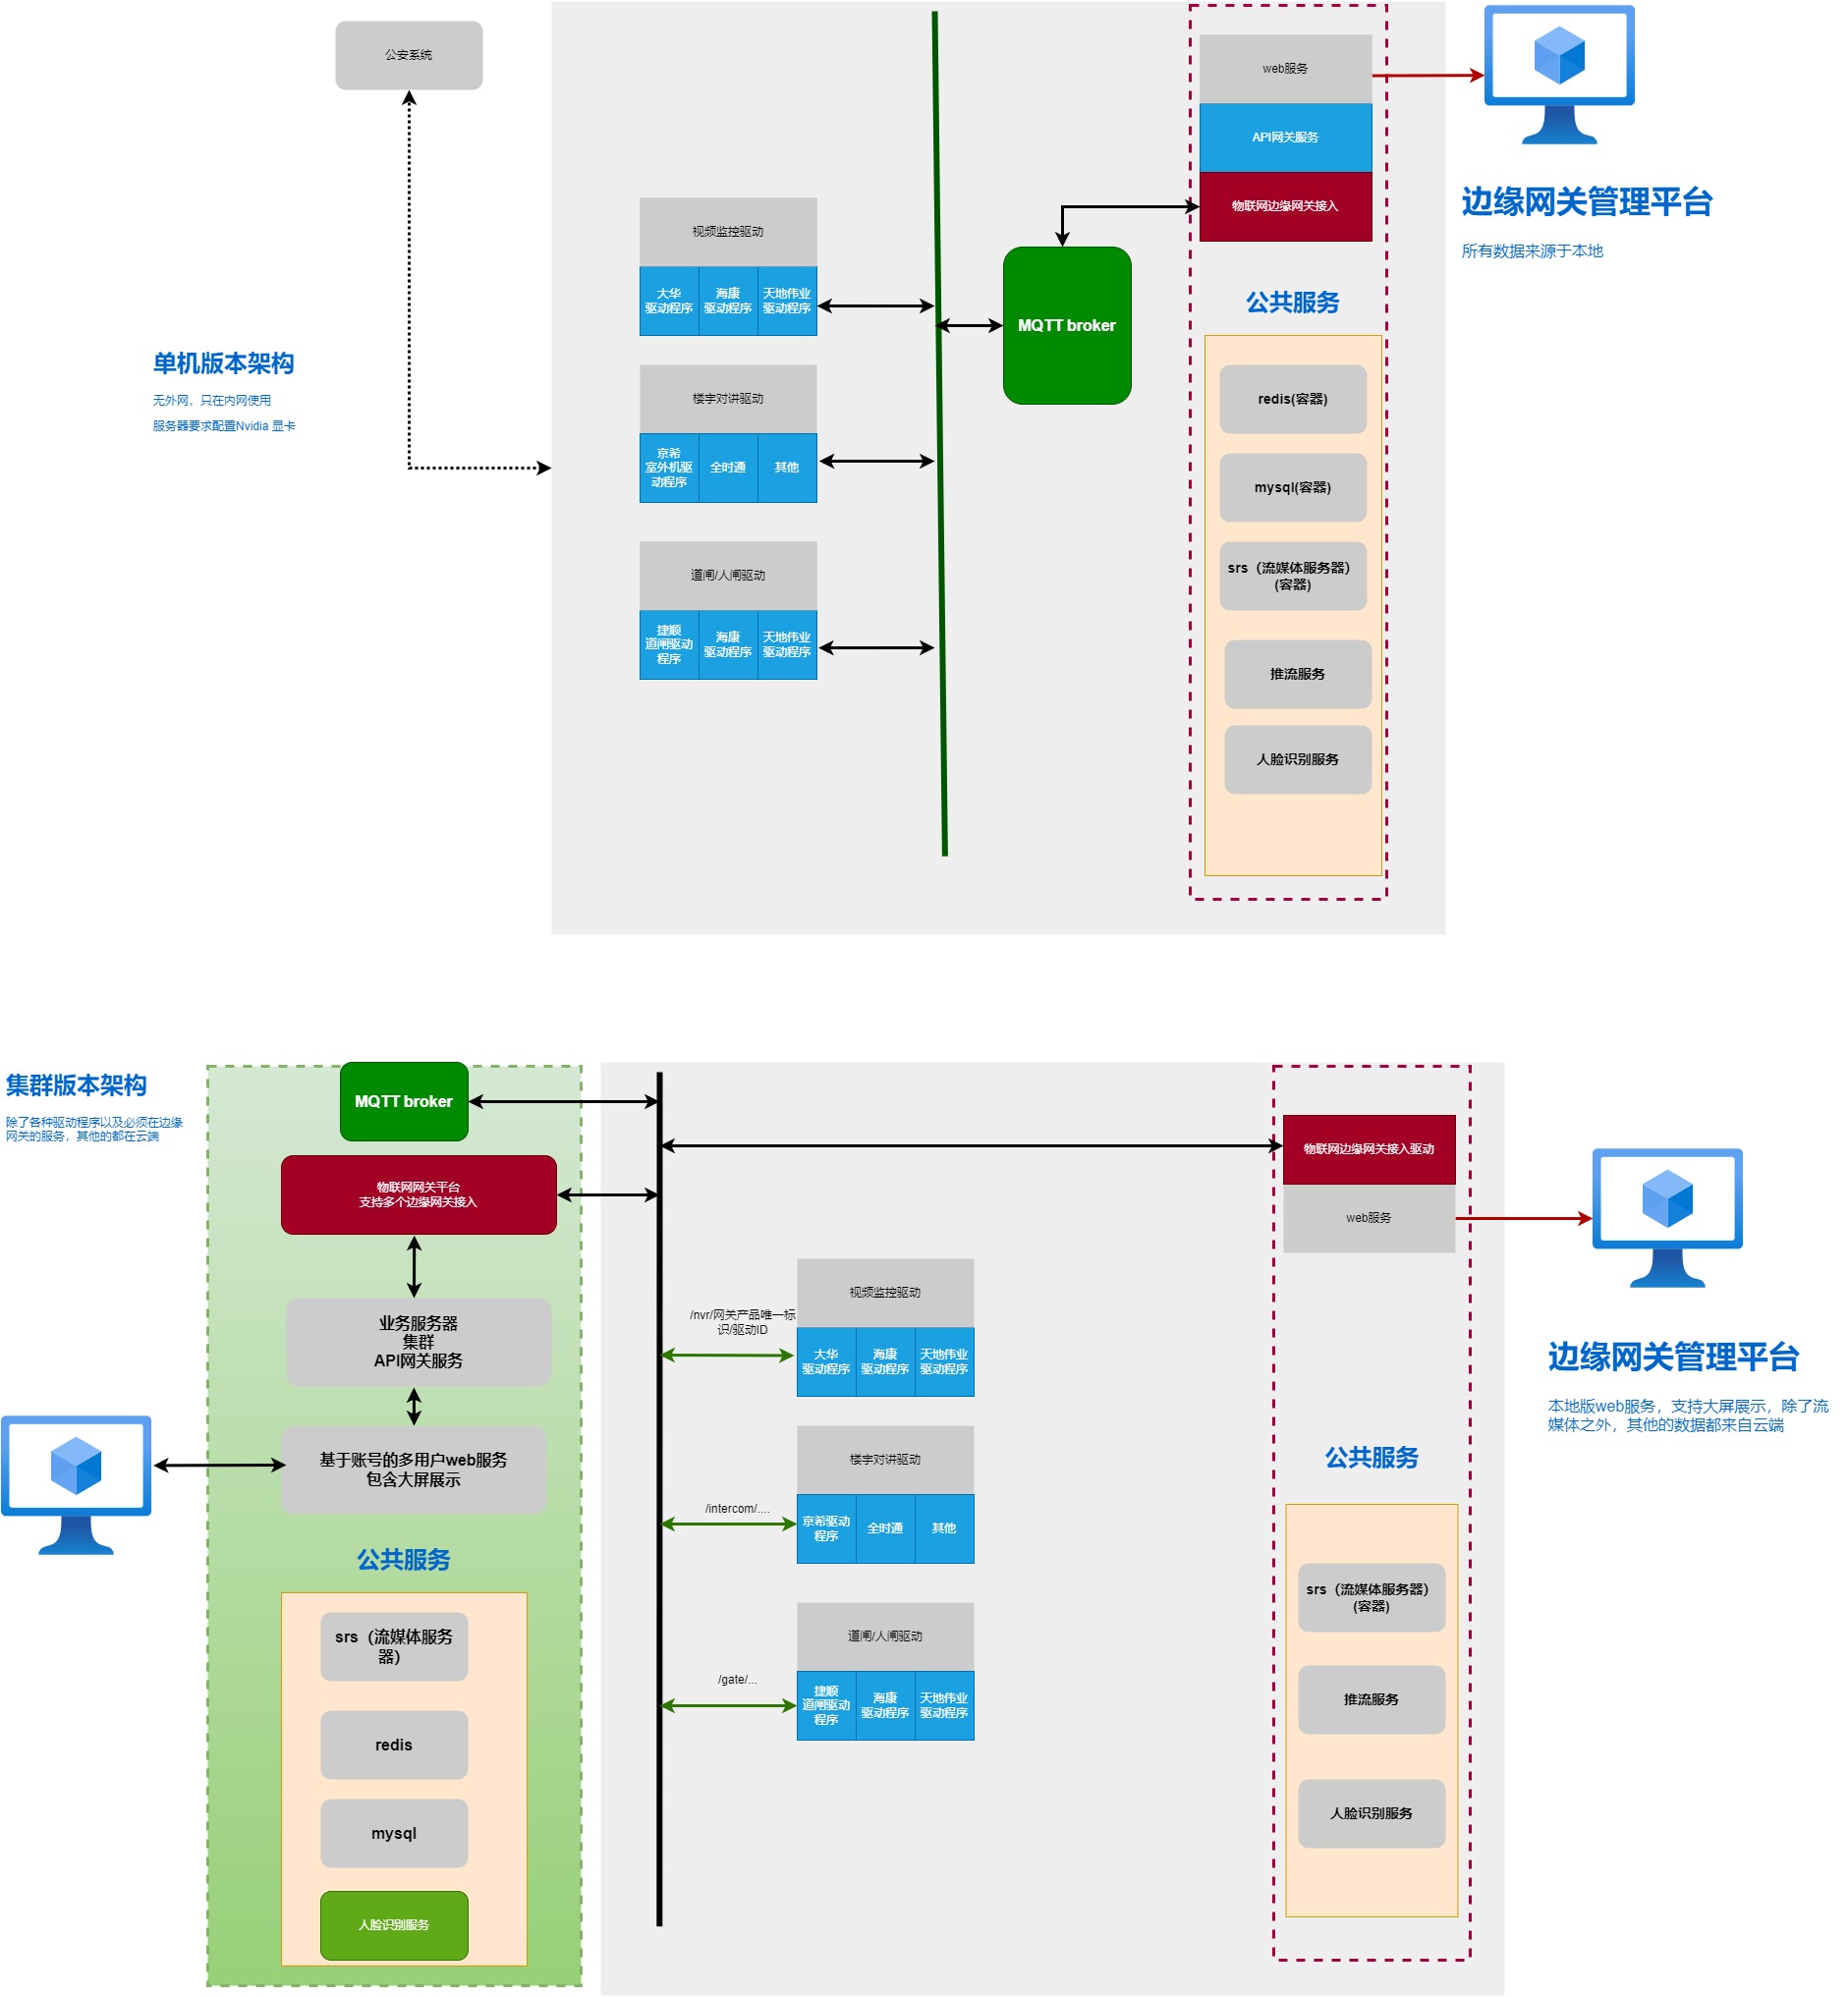 公安系统
web服务
API网关服务
物联网边缘网关接入
边缘网关管理平台
所有数据来源于本地
视频监控驱动
大华
驱动程序
海康
驱动程序
天地伟业
驱动程序
MQTT broker
公共服务
单机版本架构
无外网，只在内网使用
服务器要求配置Nvidia 显卡
楼宇对讲驱动
京希
室外机驱
动程序
全时通
其他
redis(容器)
mysql(容器)
srs（流媒体服务器）
(容器)
道闸/人闸驱动
捷顺
道闸驱动
程序
海康
驱动程序
天地伟业
驱动程序
推流服务
人脸识别服务
集群版本架构
除了各种驱动程序以及必须在边缘
网关的服务，其他的都在云端
MQTT broker
物联网网关平台
支持多个边缘网关接入
业务服务器
集群
API网关服务
基于账号的多用户web服务
包含大屏展示
公共服务
srs（流媒体服务
器）
redis
mysql
人脸识别服务
/nvr/网关产品唯一标
识/驱动ID
视频监控驱动
大华
驱动程序
海康
驱动程序
天地伟业
驱动程序
/intercom/....
楼宇对讲驱动
京希驱动
程序
全时通
其他
/gate/...
道闸/人闸驱动
捷顺
道闸驱动
程序
海康
驱动程序
天地伟业
驱动程序
物联网边缘网关接入驱动
web服务
边缘网关管理平台
本地版web服务，支持大屏展示，除了流
媒体之外，其他的数据都来自云端
公共服务
srs（流媒体服务器）
(容器)
推流服务
人脸识别服务